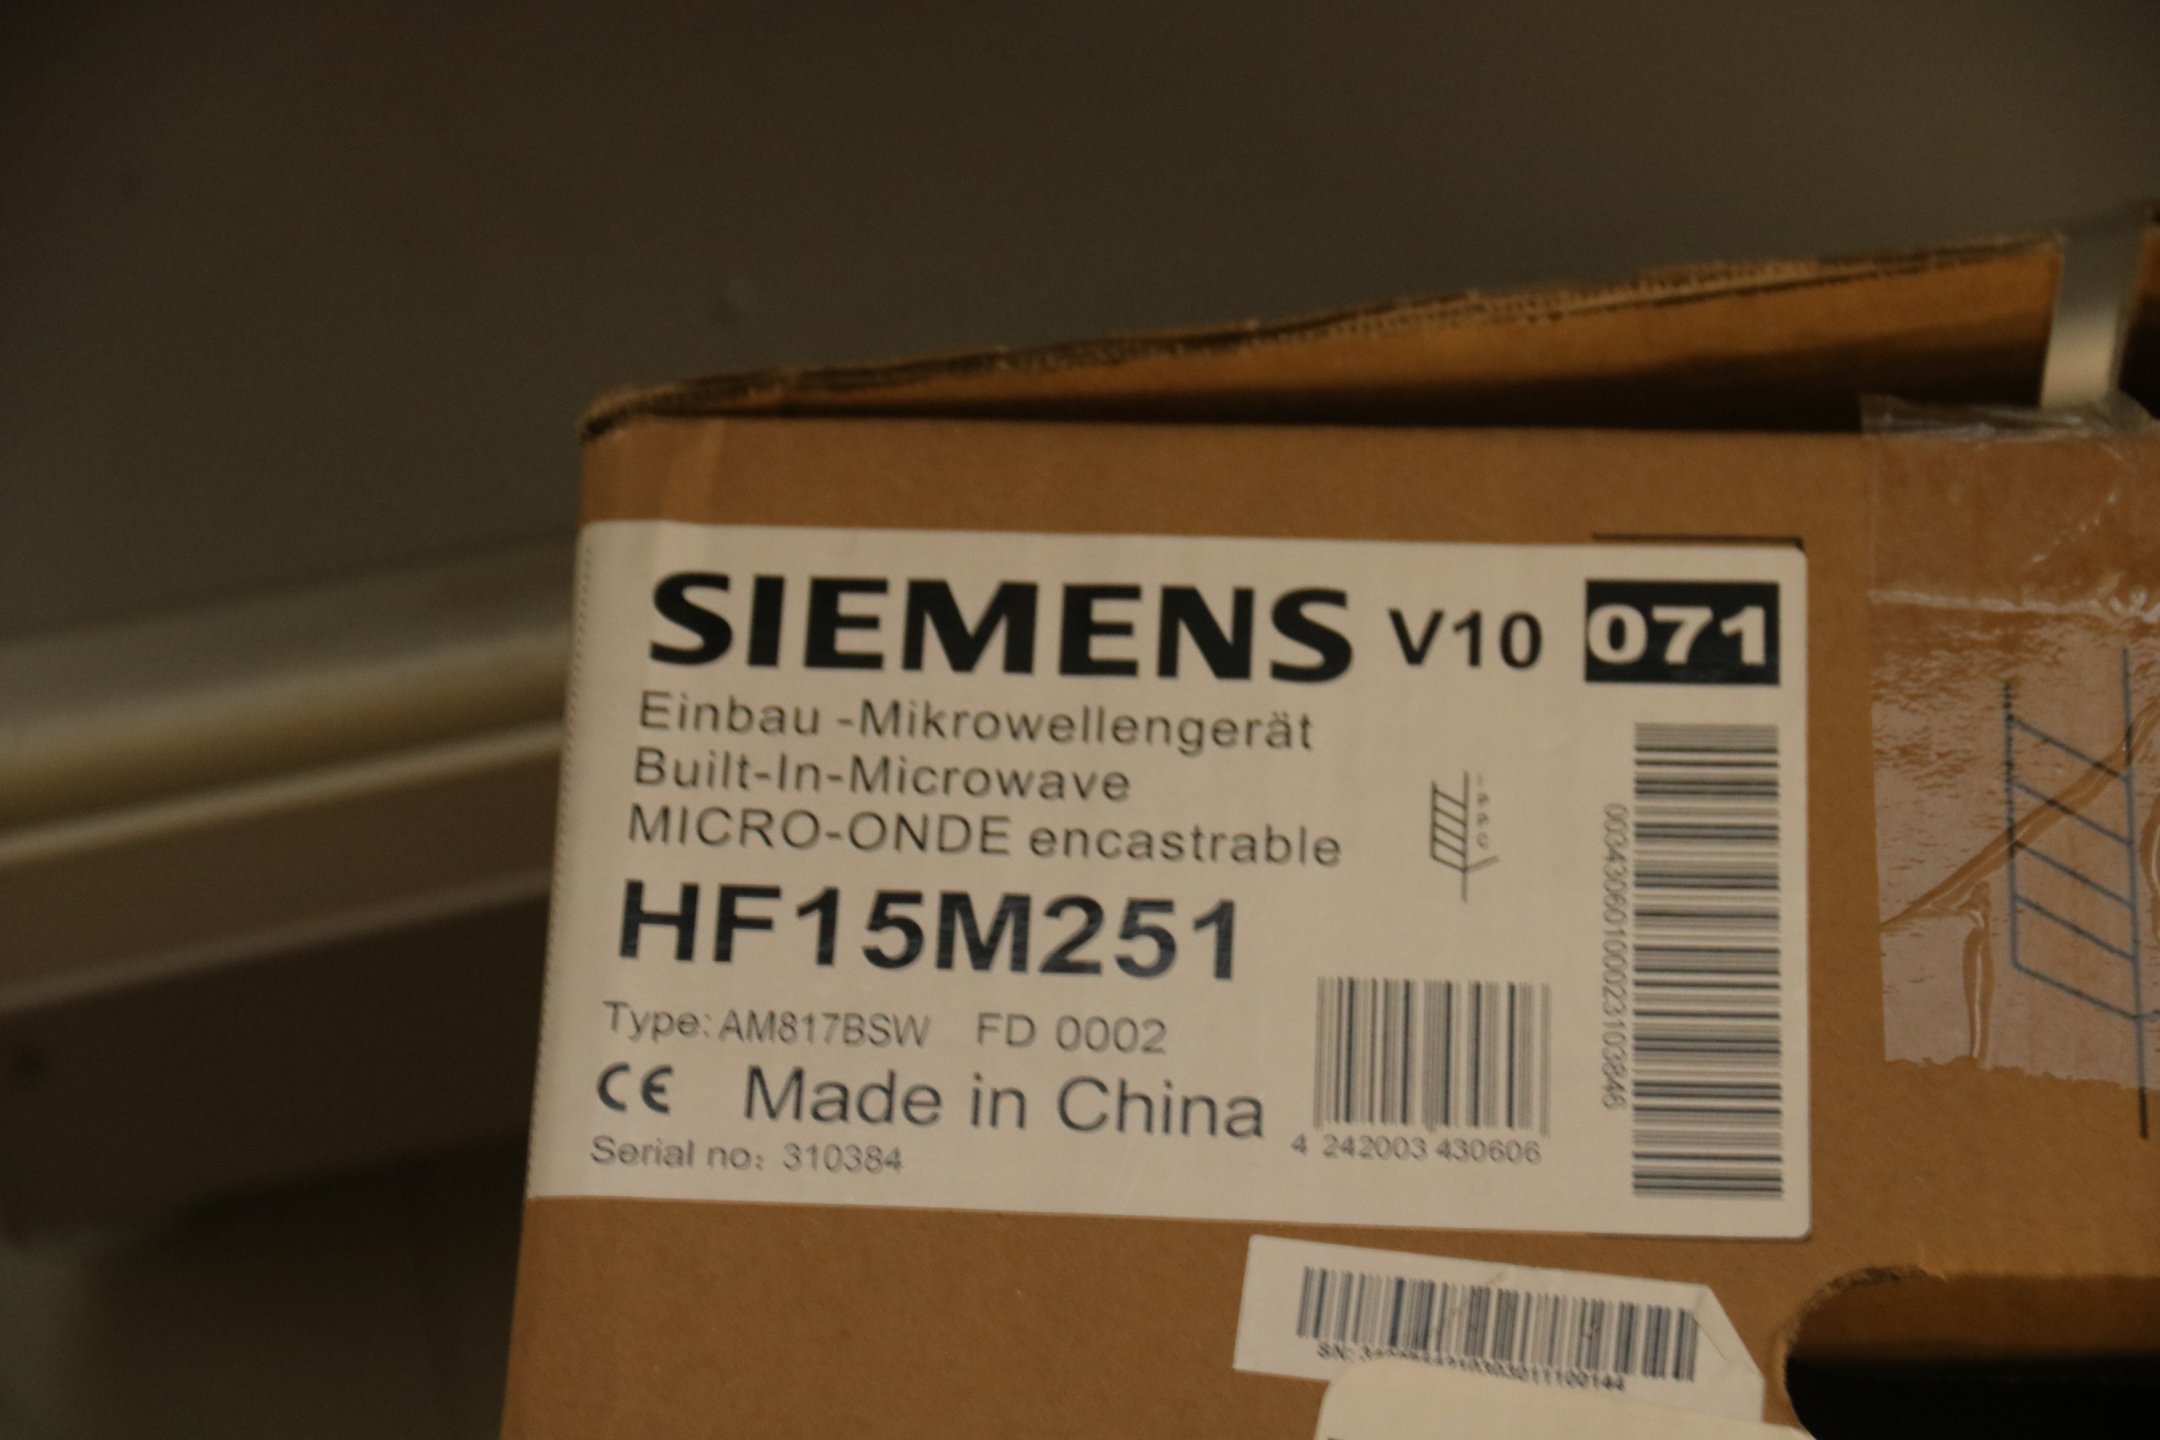 SIEMENS V10 071
Einbau -Mikrowellengerät
Built-In-Microwave
MICRO-ONDE encastrable
HF15M251
Type: AM817BSW FD 0002
CE Made in China
Serial no: 310384
4 242003 430606
SN: